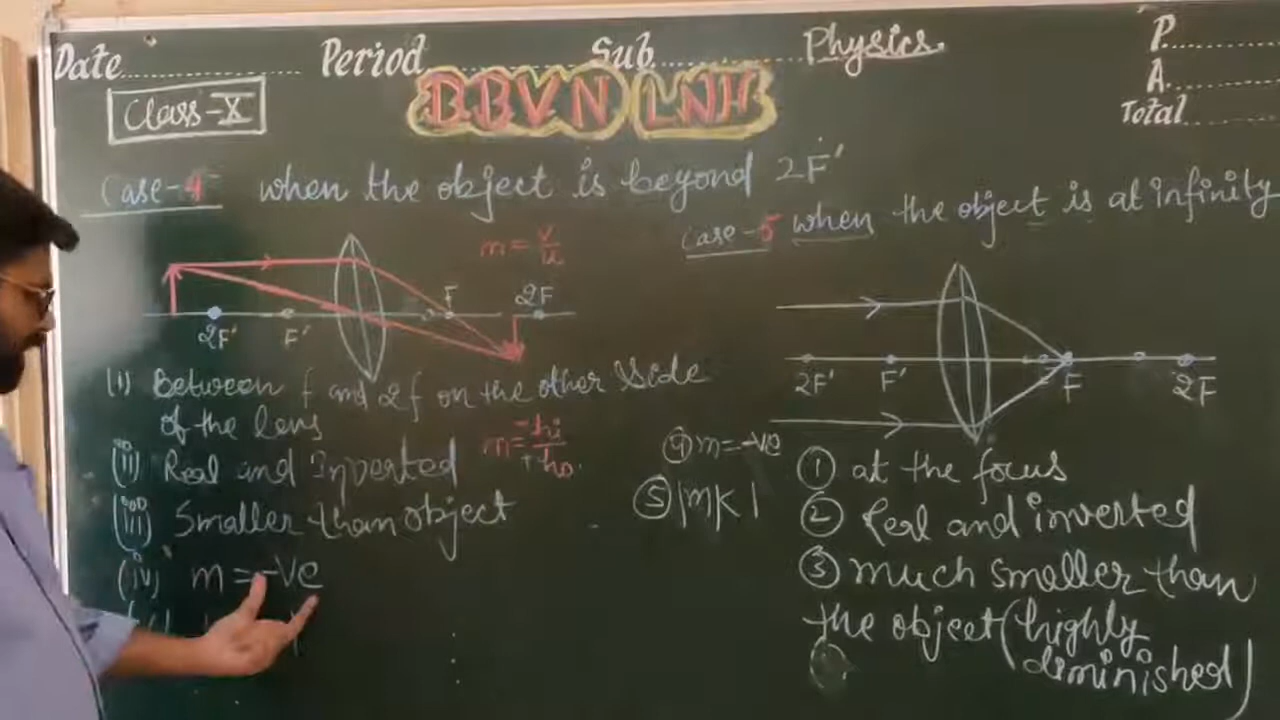 Date.............. Period.............. Sub.............. Physics.
P..............
A..............
Total..............
Class-X
BBVN LNH
Case-4 when the object is beyond 2F'
m = v/u
F 2F
2F' F'
(i) Between f and 2f on the other side
of the lens
m = -hi/+ho
(ii) Real and Inverted
(iii) Smaller than object
(iv) m = -ve
Case-5 when the object is at infinity
2F' F' F 2F
① at the focus
② Real and inverted
③ much smaller than
the object (highly
diminished)
④ m = -ve
⑤ |m|<1